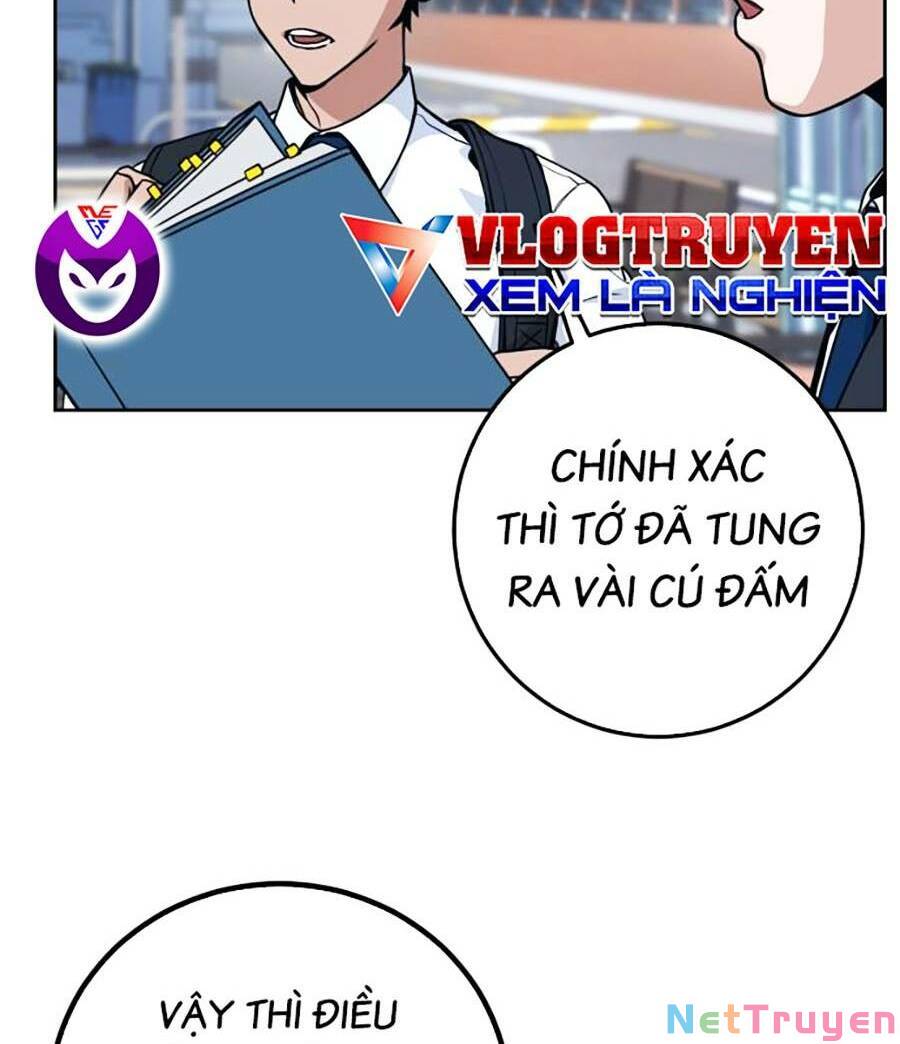 VLOGTRUYEN
XEM LÀ NGHIỆN
CHÍNH XÁC
THÌ TỚ ĐÃ TUNG
RA VÀI CÚ ĐẤM
VẬY THÌ ĐIỀU
NetTruyen